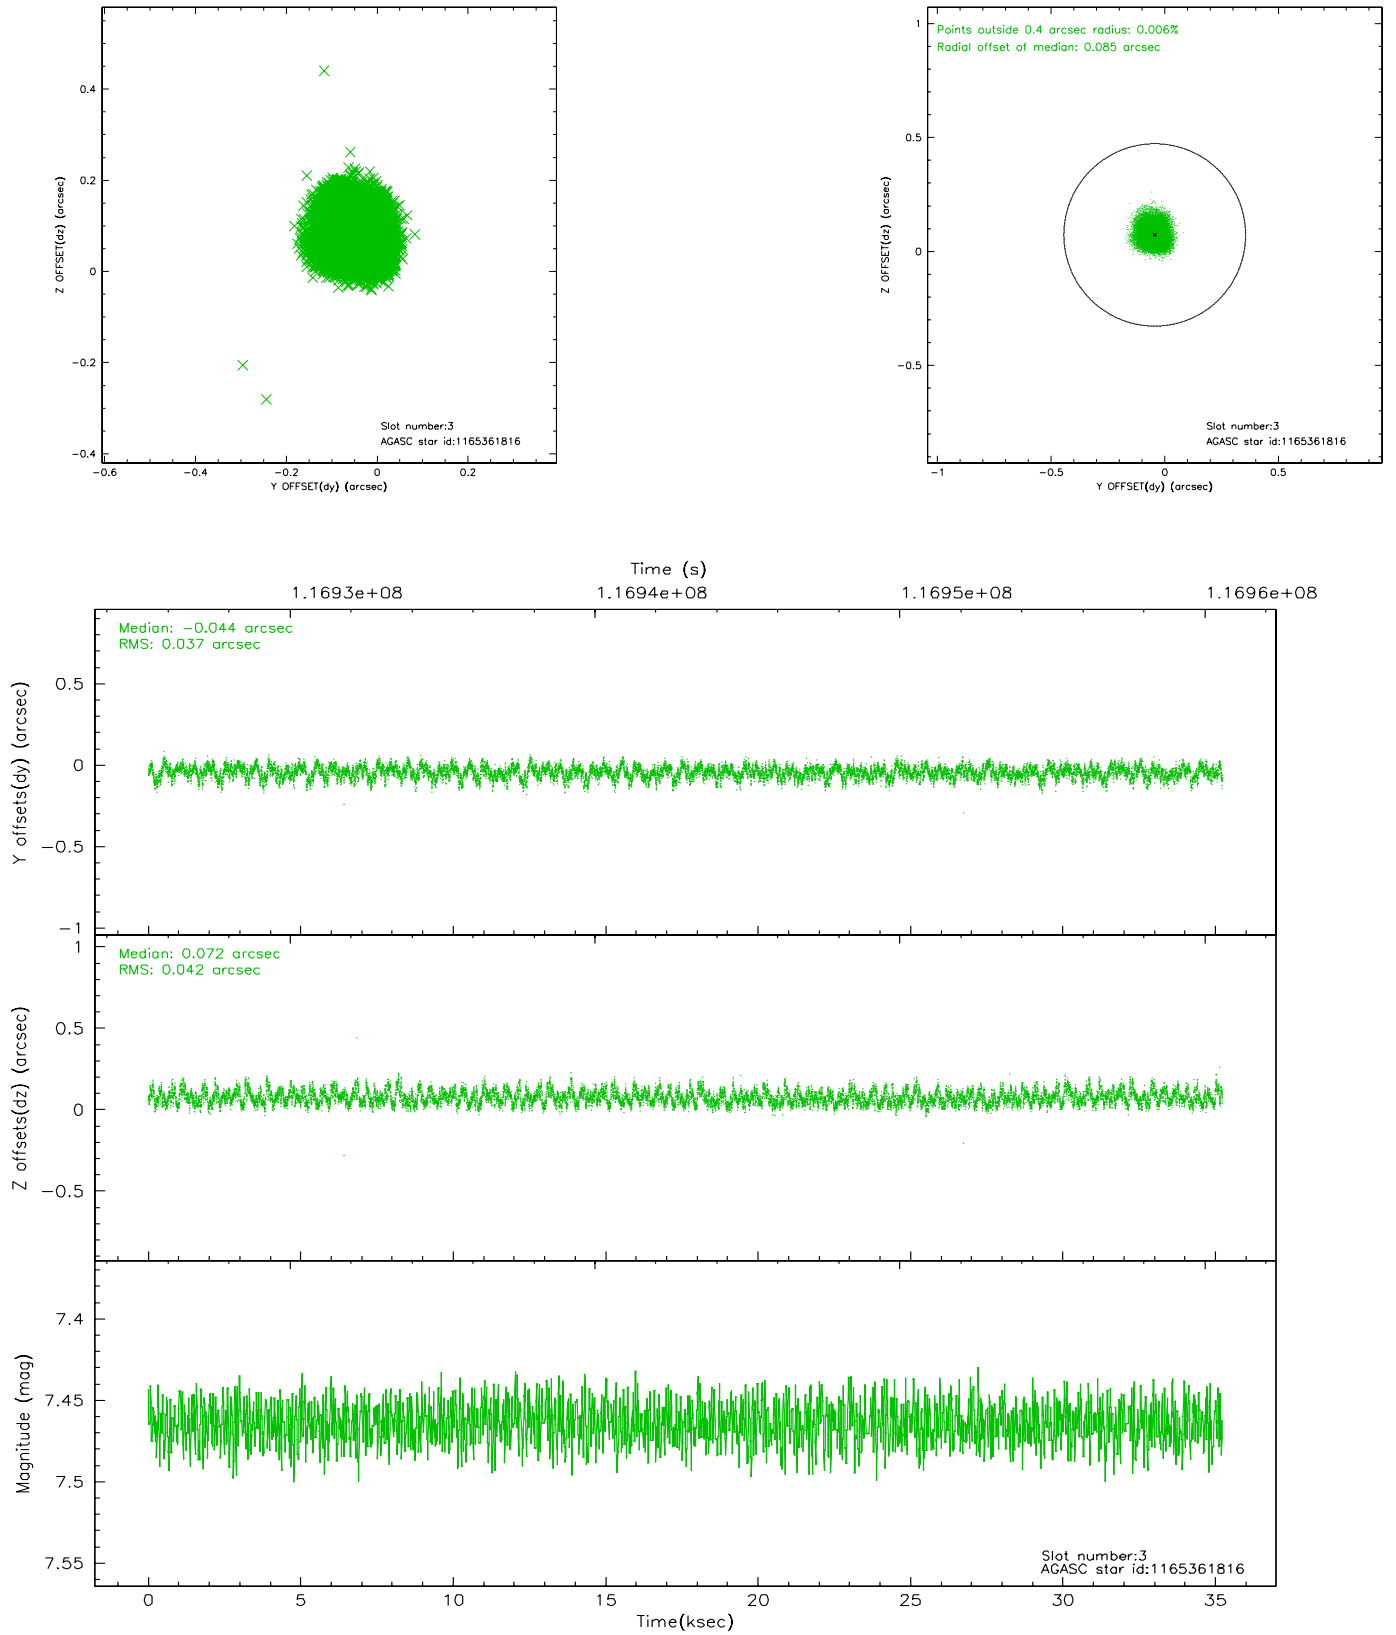 0.4
0.2
0
−0.2
−0.4
Z OFFSET(dz) (arcsec)
Slot number:3
AGASC star id:1165361816
−0.6
−0.4
−0.2
0
0.2
Y OFFSET(dy) (arcsec)
Points outside 0.4 arcsec radius: 0.006%
Radial offset of median: 0.085 arcsec
1
0.5
0
−0.5
Z OFFSET(dz) (arcsec)
Slot number:3
AGASC star id:1165361816
−1
−0.5
0
0.5
Y OFFSET(dy) (arcsec)
Time (s)
1.1693e+08
1.1694e+08
1.1695e+08
1.1696e+08
Median: −0.044 arcsec
RMS: 0.037 arcsec
0.5
0
−0.5
−1
Y offsets(dy) (arcsec)
Median: 0.072 arcsec
RMS: 0.042 arcsec
1
0.5
0
−0.5
Z offsets(dz) (arcsec)
7.4
7.45
7.5
7.55
Magnitude (mag)
Slot number:3
AGASC star id:1165361816
0
5
10
15
20
25
30
35
Time(ksec)